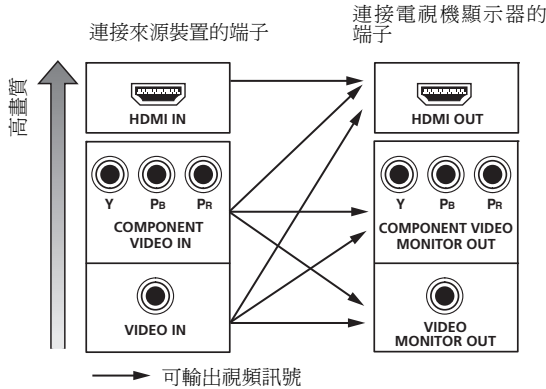 連接來源裝置的端子
連接電視機顯示器的
端子
高畫質
HDMI IN
HDMI OUT
Y PB PR
COMPONENT
VIDEO IN
Y PB PR
COMPONENT VIDEO
MONITOR OUT
VIDEO IN
VIDEO
MONITOR OUT
可輸出視頻訊號